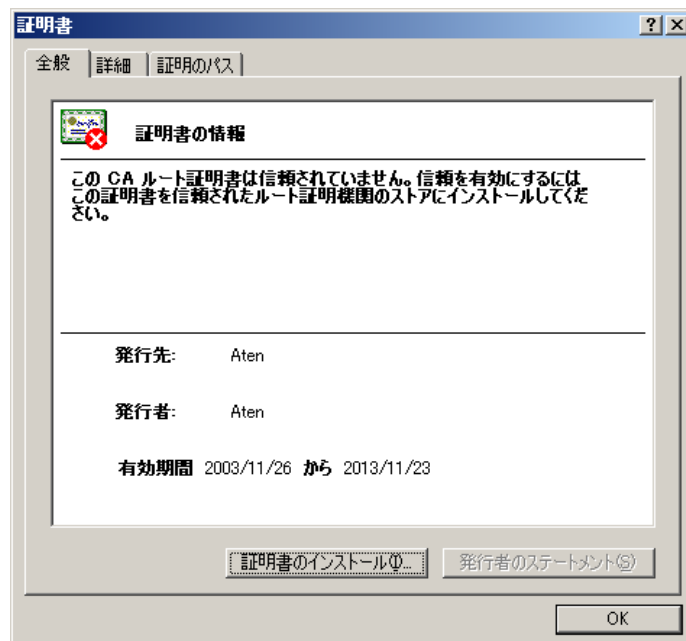 証明書
全般
詳細
証明のパス
証明書の情報
この CA ルート証明書は信頼されていません。信頼を有効にするには
この証明書を信頼されたルート証明機関のストアにインストールしてくだ
さい。
発行先: Aten
発行者: Aten
有効期間 2003/11/26 から 2013/11/23
証明書のインストール(I)...
発行者のステートメント(S)
OK